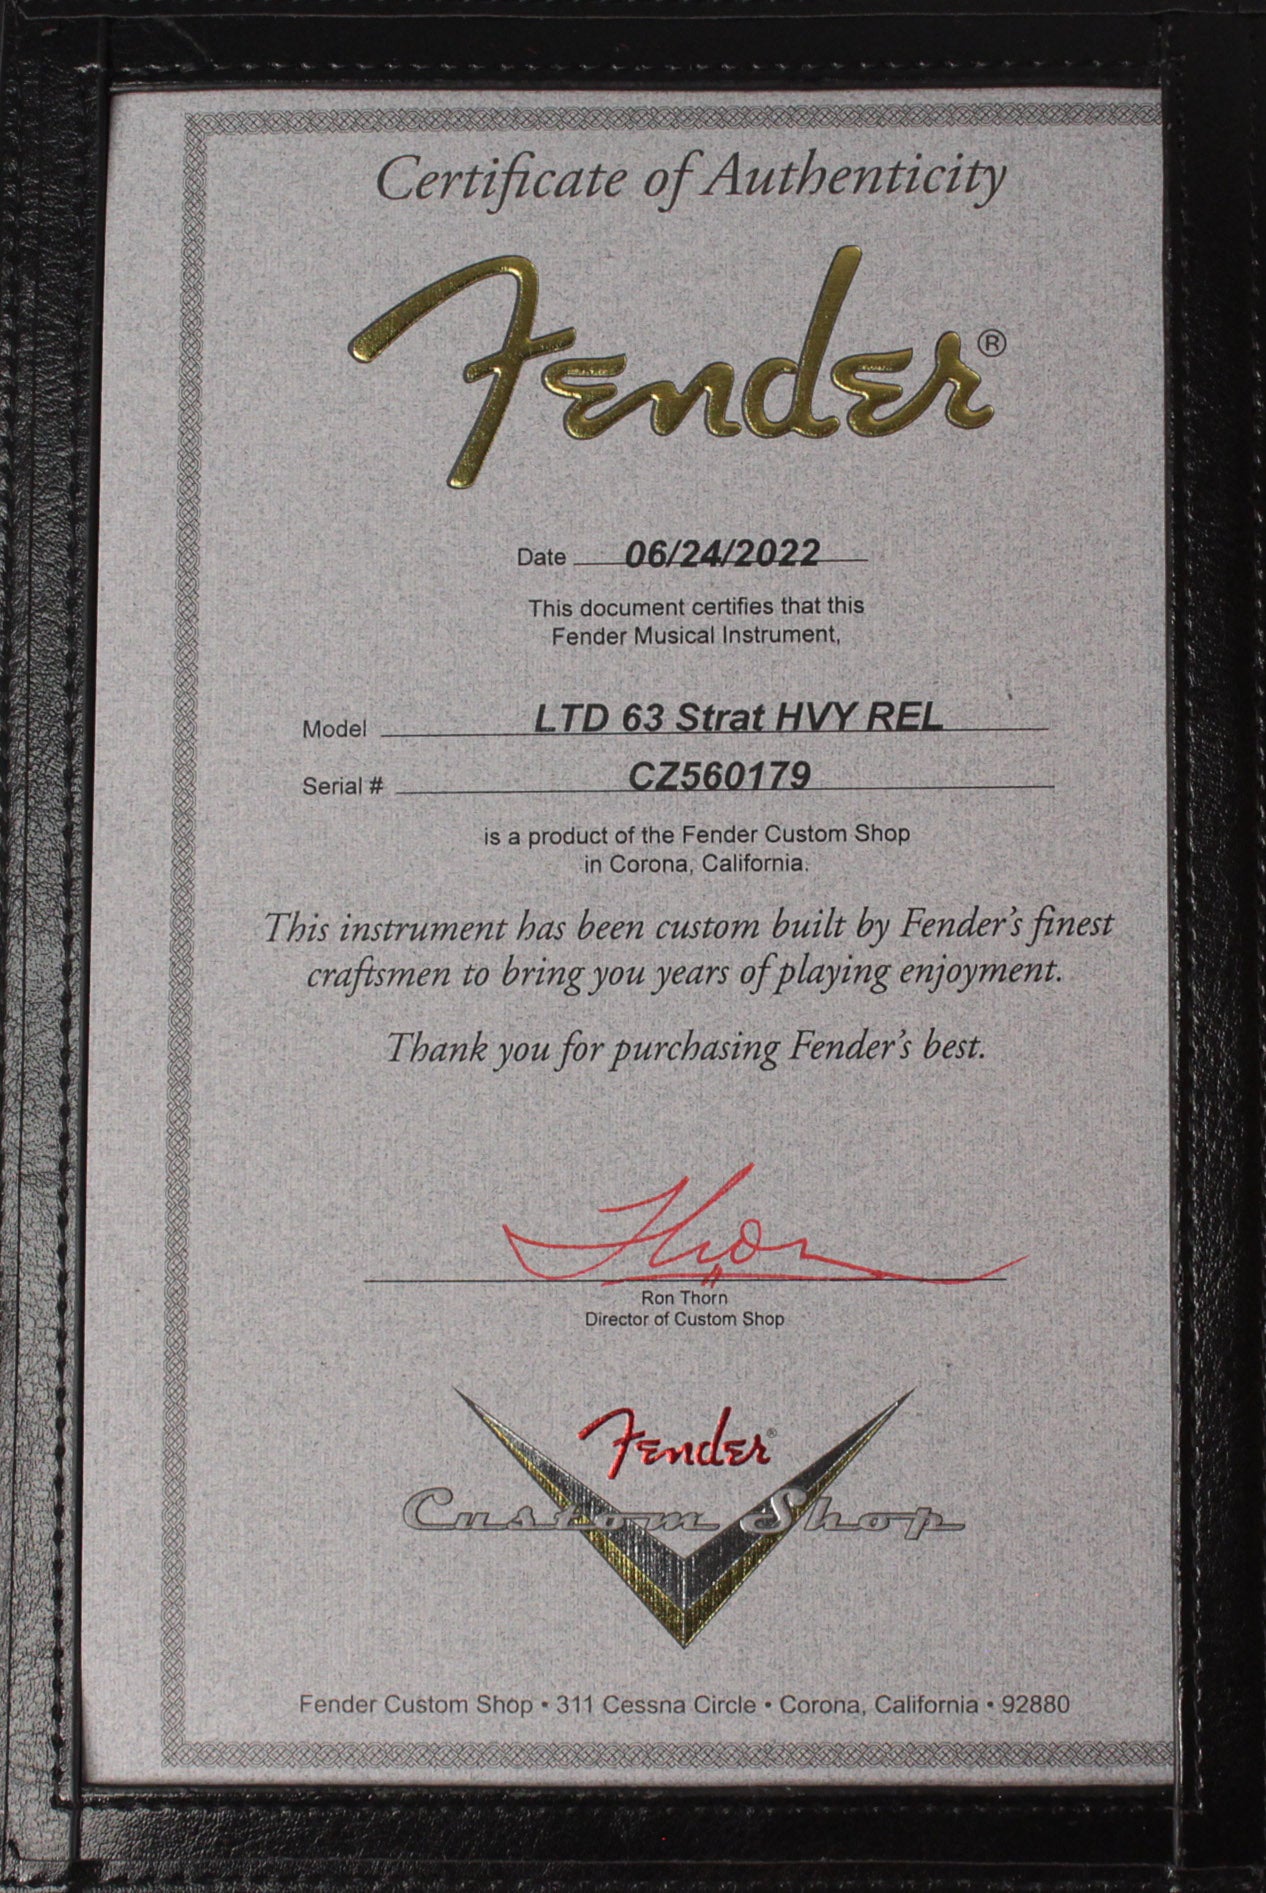 Certificate of Authenticity
Fender®
Date 06/24/2022
This document certifies that this
Fender Musical Instrument,
Model LTD 63 Strat HVY REL
Serial # CZ560179
is a product of the Fender Custom Shop
in Corona, California.
This instrument has been custom built by Fender's finest
craftsmen to bring you years of playing enjoyment.
Thank you for purchasing Fender's best.
Thorn
Ron Thorn
Director of Custom Shop
Fender®
Custom Shop
Fender Custom Shop • 311 Cessna Circle • Corona, California • 92880